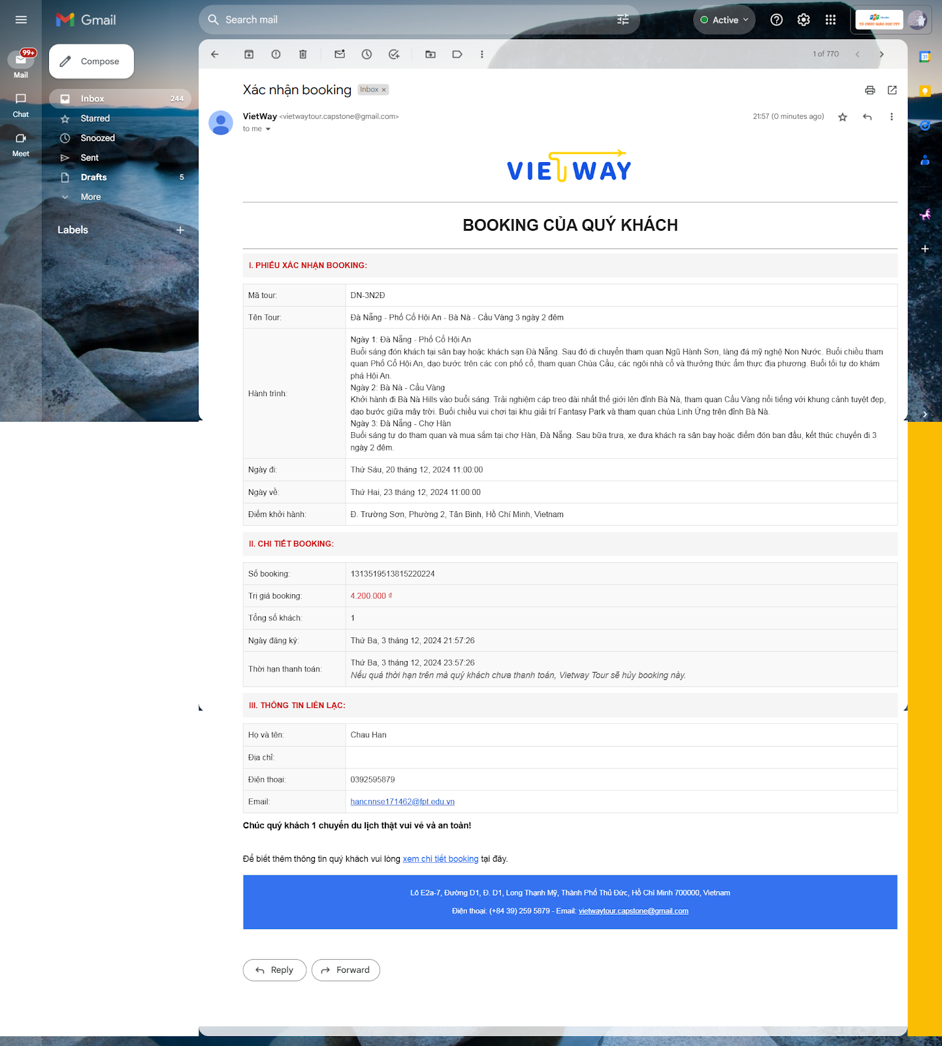 Gmail
Search mail
Active
99+
Mail
Chat
Meet
Compose
Inbox 244
Starred
Snoozed
Sent
Drafts 5
More
Labels
1 of 770
Xác nhận booking Inbox ×
VietWay <vietwaytour.capstone@gmail.com>
21:57 (0 minutes ago)
to me
VIETWAY
BOOKING CỦA QUÝ KHÁCH
I. PHIẾU XÁC NHẬN BOOKING:
Mã tour: DN-3N2Đ
Tên Tour: Đà Nẵng - Phố Cổ Hội An - Bà Nà - Cầu Vàng 3 ngày 2 đêm
Hành trình:
Ngày 1: Đà Nẵng - Phố Cổ Hội An
Buổi sáng đón khách tại sân bay hoặc khách sạn Đà Nẵng. Sau đó di chuyển tham quan Ngũ Hành Sơn, làng đá mỹ nghệ Non Nước. Buổi chiều tham
quan Phố Cổ Hội An, dạo bước trên các con phố cổ, tham quan Chùa Cầu, các ngôi nhà cổ và thưởng thức ẩm thực địa phương. Buổi tối tự do khám
phá Hội An.
Ngày 2: Bà Nà - Cầu Vàng
Khởi hành đi Bà Nà Hills vào buổi sáng. Trải nghiệm cáp treo dài nhất thế giới lên đỉnh Bà Nà, tham quan Cầu Vàng nổi tiếng với khung cảnh tuyệt đẹp,
dạo bước giữa mây trời. Buổi chiều vui chơi tại khu giải trí Fantasy Park và tham quan chùa Linh Ứng trên đỉnh Bà Nà.
Ngày 3: Đà Nẵng - Chợ Hàn
Buổi sáng tự do tham quan và mua sắm tại chợ Hàn, Đà Nẵng. Sau bữa trưa, xe đưa khách ra sân bay hoặc điểm đón ban đầu, kết thúc chuyến đi 3
ngày 2 đêm.
Ngày đi: Thứ Sáu, 20 tháng 12, 2024 11:00:00
Ngày về: Thứ Hai, 23 tháng 12, 2024 11:00:00
Điểm khởi hành: Đ. Trường Sơn, Phường 2, Tân Bình, Hồ Chí Minh, Vietnam
II. CHI TIẾT BOOKING:
Số booking: 1313519513815220224
Trị giá booking: 4.200.000 ₫
Tổng số khách: 1
Ngày đăng ký: Thứ Ba, 3 tháng 12, 2024 21:57:26
Thời hạn thanh toán: Thứ Ba, 3 tháng 12, 2024 23:57:26
Nếu quá thời hạn trên mà quý khách chưa thanh toán, Vietway Tour sẽ hủy booking này.
III. THÔNG TIN LIÊN LẠC:
Họ và tên: Chau Han
Địa chỉ:
Điện thoại: 0392595879
Email: hancnnse171462@fpt.edu.vn
Chúc quý khách 1 chuyến du lịch thật vui vẻ và an toàn!
Để biết thêm thông tin quý khách vui lòng xem chi tiết booking tại đây.
Lô E2a-7, Đường D1, Đ. D1, Long Thạnh Mỹ, Thành Phố Thủ Đức, Hồ Chí Minh 700000, Vietnam
Điện thoại: (+84 39) 259 5879 - Email: vietwaytour.capstone@gmail.com
Reply
Forward